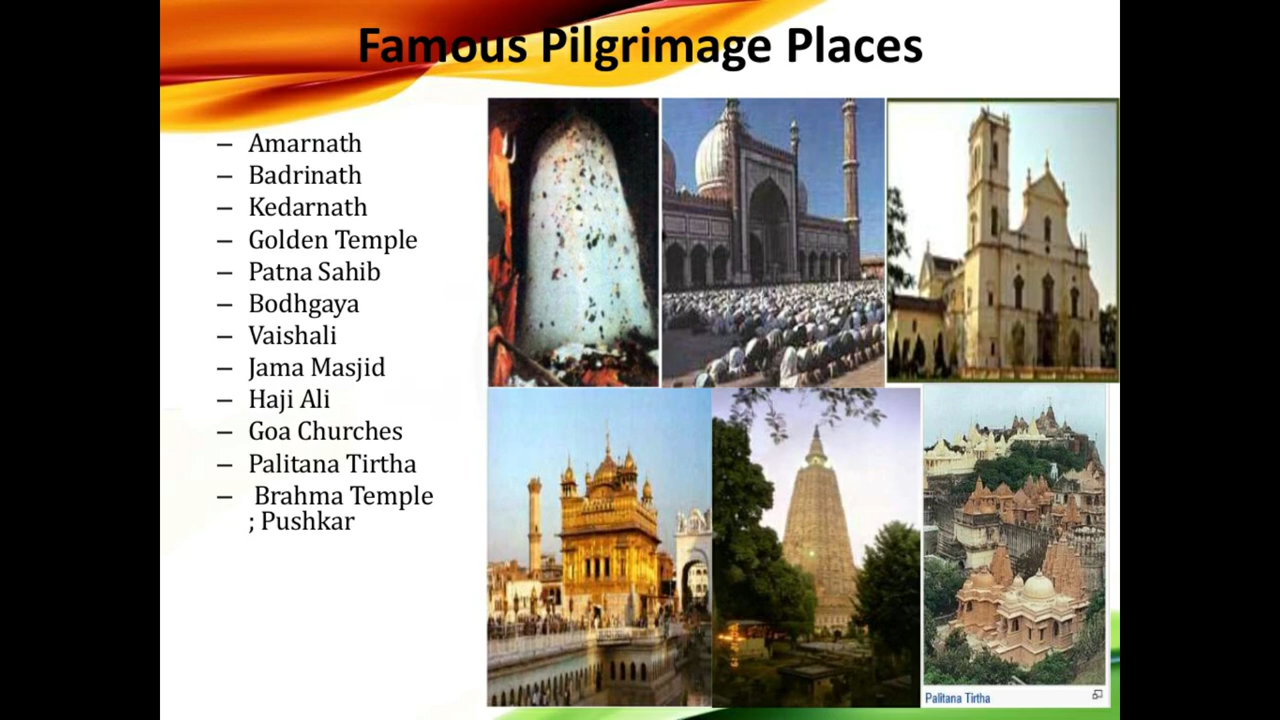 Famous Pilgrimage Places
– Amarnath
– Badrinath
– Kedarnath
– Golden Temple
– Patna Sahib
– Bodhgaya
– Vaishali
– Jama Masjid
– Haji Ali
– Goa Churches
– Palitana Tirtha
– Brahma Temple
; Pushkar
Palitana Tirtha